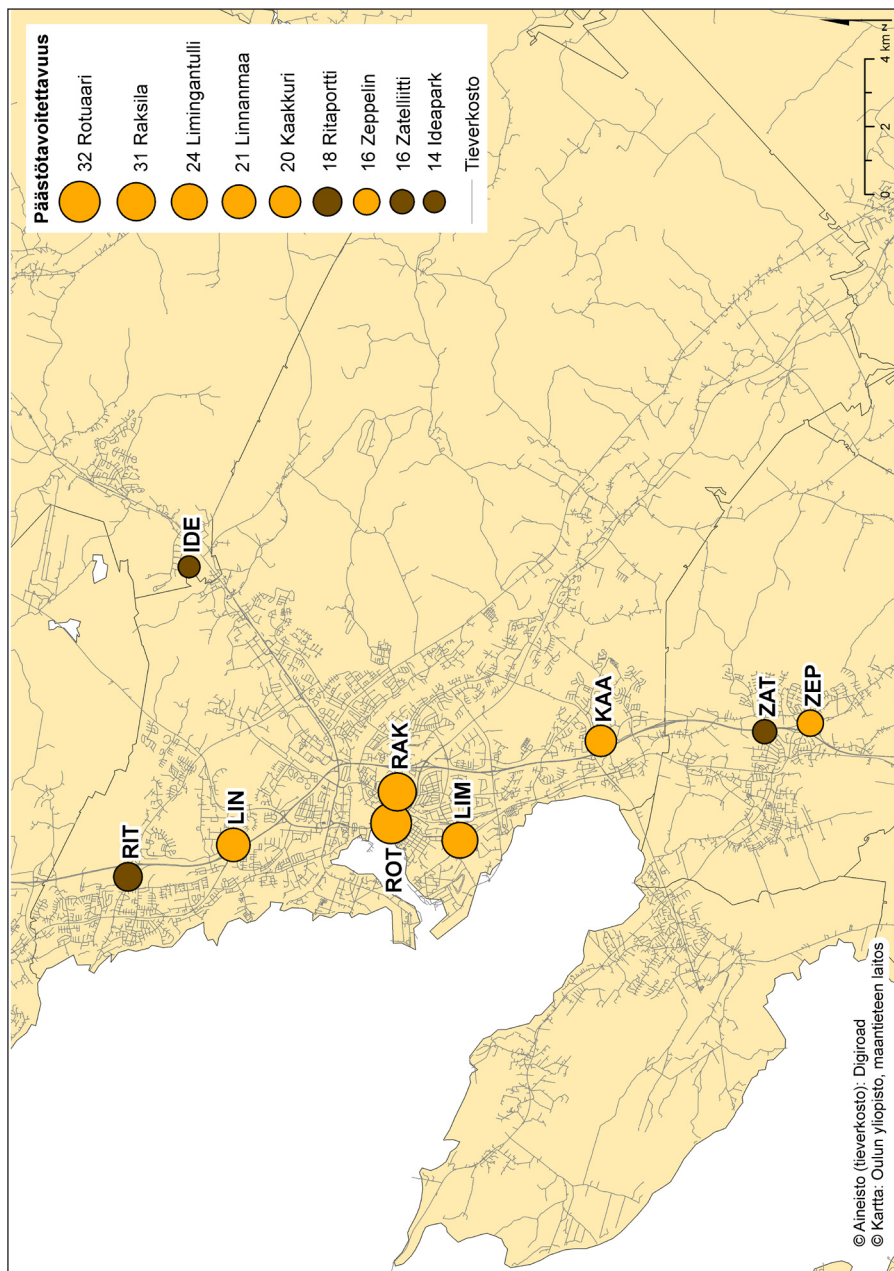 Päästötavoitettavuus
32 Rotuaari
31 Raksila
24 Limingantulli
21 Linnanmaa
20 Kaakkuri
18 Ritaportti
16 Zeppelin
16 Zatelliitti
14 Ideapark
Tieverkosto
RIT
LIN
IDE
ROT
RAK
LIM
KAA
ZAT
ZEP
0 2 4 km
N
© Aineisto (tieverkosto): Digiroad
© Kartta: Oulun yliopisto, maantieteen laitos